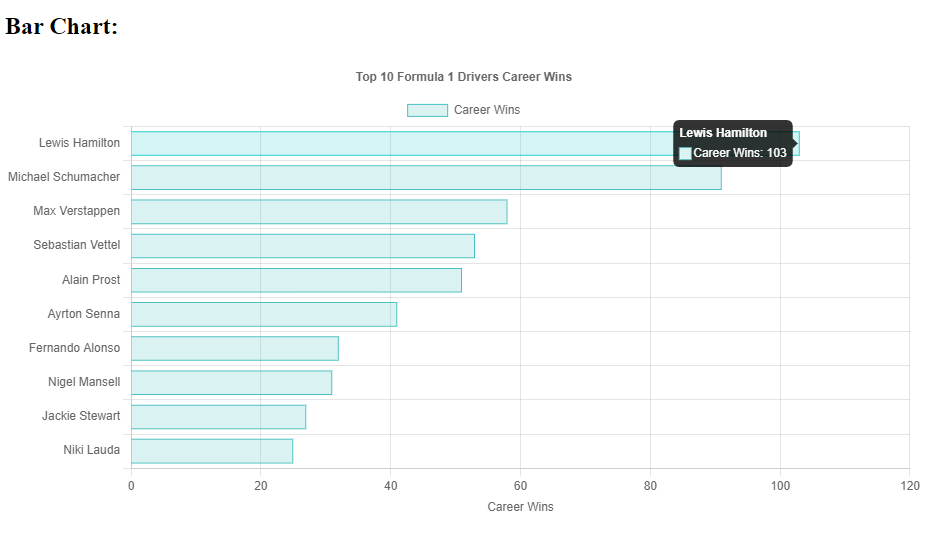 Bar Chart:
Top 10 Formula 1 Drivers Career Wins
Career Wins
Lewis Hamilton
Lewis Hamilton
Career Wins: 103
Michael Schumacher
Max Verstappen
Sebastian Vettel
Alain Prost
Ayrton Senna
Fernando Alonso
Nigel Mansell
Jackie Stewart
Niki Lauda
0 20 40 60 80 100 120
Career Wins